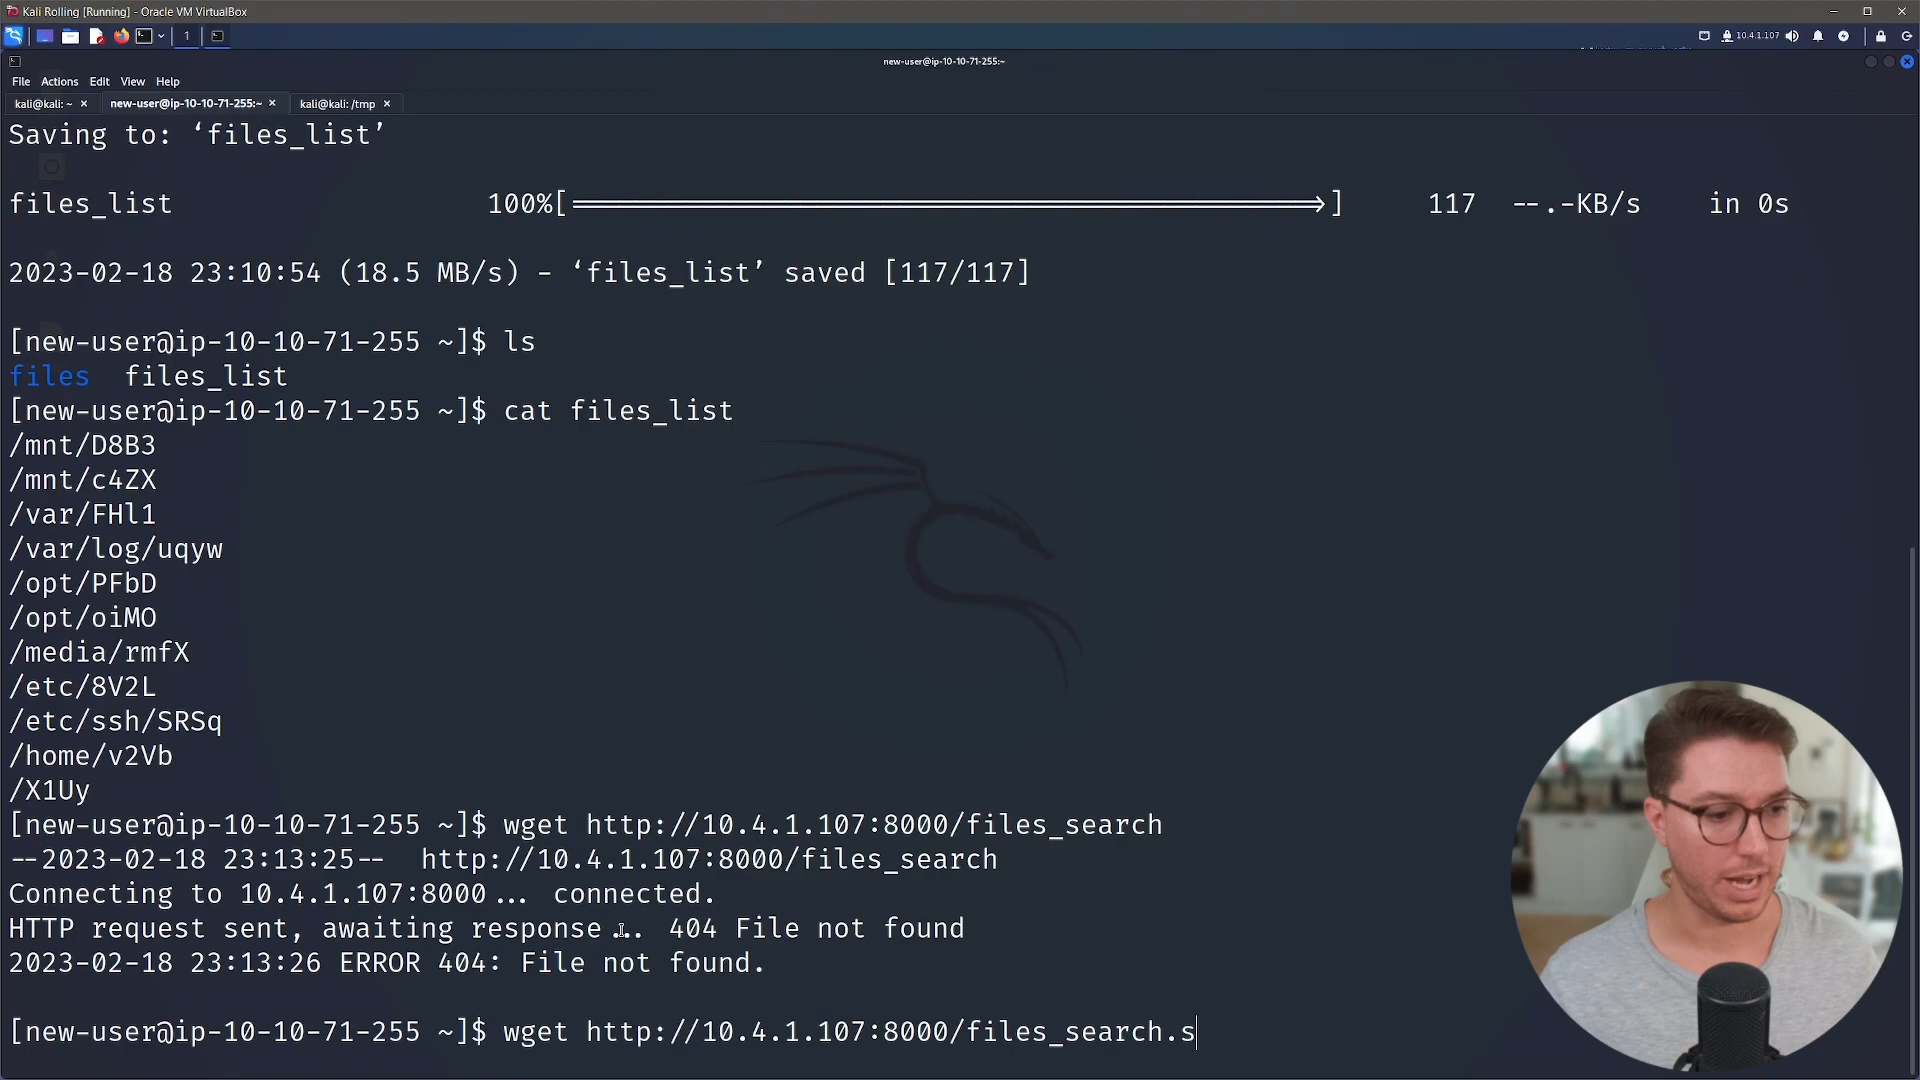 Kali Rolling [Running] - Oracle VM VirtualBox
1
10.4.1.107
new-user@ip-10-10-71-255:~
File Actions Edit View Help
kali@kali: ~ × new-user@ip-10-10-71-255:~ × kali@kali: /tmp ×
Saving to: ‘files_list’
files_list 100%[===================>] 117 --.-KB/s in 0s
2023-02-18 23:10:54 (18.5 MB/s) - ‘files_list’ saved [117/117]
[new-user@ip-10-10-71-255 ~]$ ls
files files_list
[new-user@ip-10-10-71-255 ~]$ cat files_list
/mnt/D8B3
/mnt/c4ZX
/var/FHl1
/var/log/uqyw
/opt/PFbD
/opt/oiMO
/media/rmfX
/etc/8V2L
/etc/ssh/SRSq
/home/v2Vb
/X1Uy
[new-user@ip-10-10-71-255 ~]$ wget http://10.4.1.107:8000/files_search
--2023-02-18 23:13:25-- http://10.4.1.107:8000/files_search
Connecting to 10.4.1.107:8000... connected.
HTTP request sent, awaiting response... 404 File not found
2023-02-18 23:13:26 ERROR 404: File not found.
[new-user@ip-10-10-71-255 ~]$ wget http://10.4.1.107:8000/files_search.s